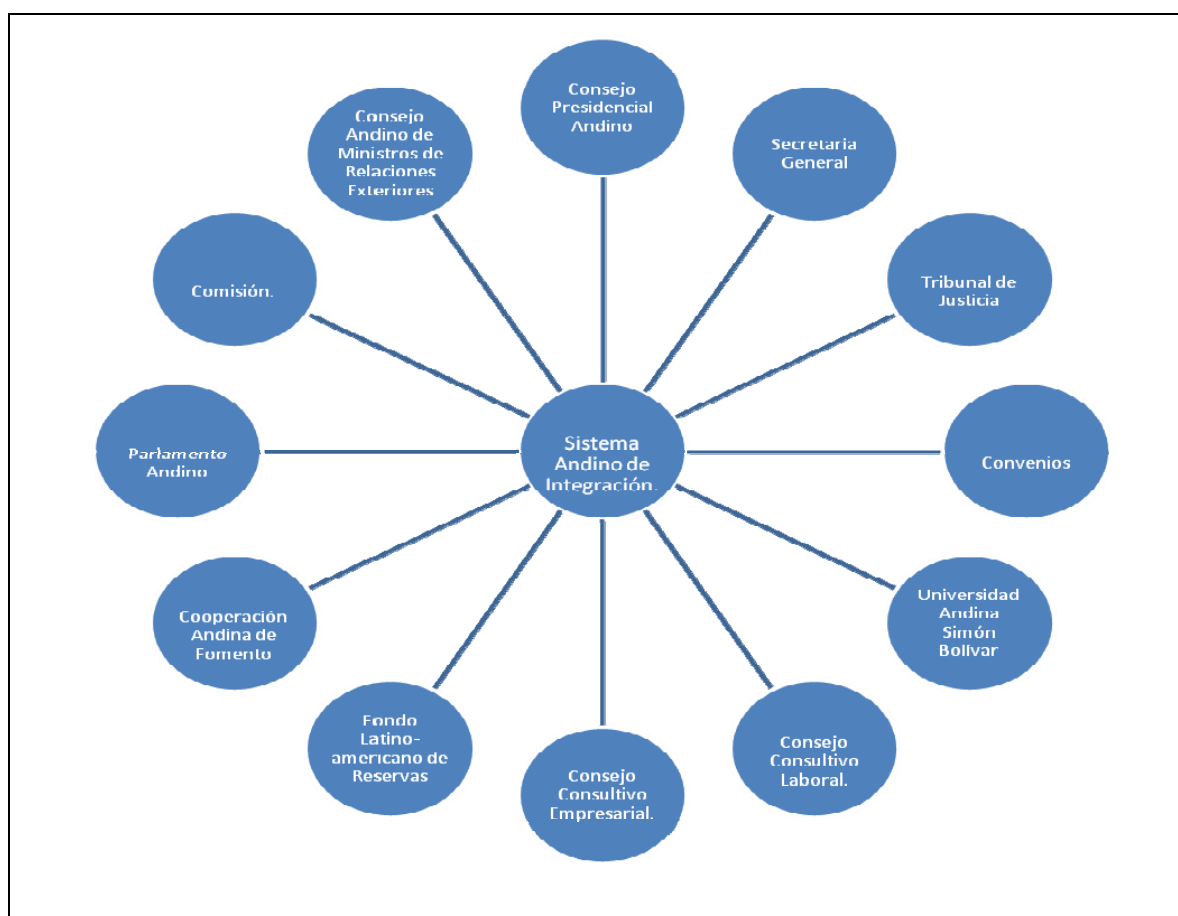 Consejo
Presidencial
Andino
Secretaria
General
Tribunal de
Justicia
Convenios
Universidad
Andina
Simón
Bolívar
Consejo
Consultivo
Laboral.
Consejo
Consultivo
Empresarial.
Fondo
Latino-
americano de
Reservas
Cooperación
Andina de
Fomento
Parlamento
Andino
Comisión.
Consejo
Andino de
Ministros de
Relaciones
Exteriores
Sistema
Andino de
Integración.